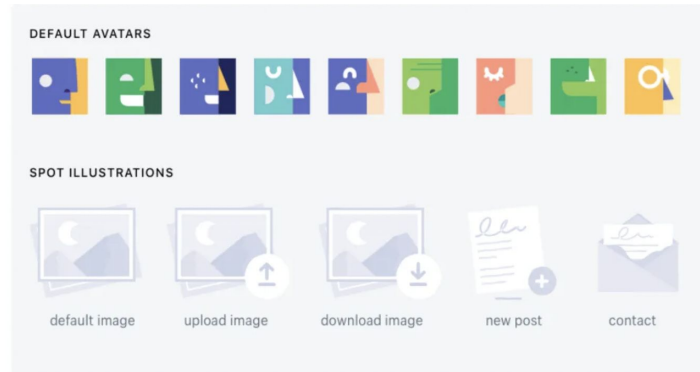 DEFAULT AVATARS
SPOT ILLUSTRATIONS
default image
upload image
download image
new post
contact